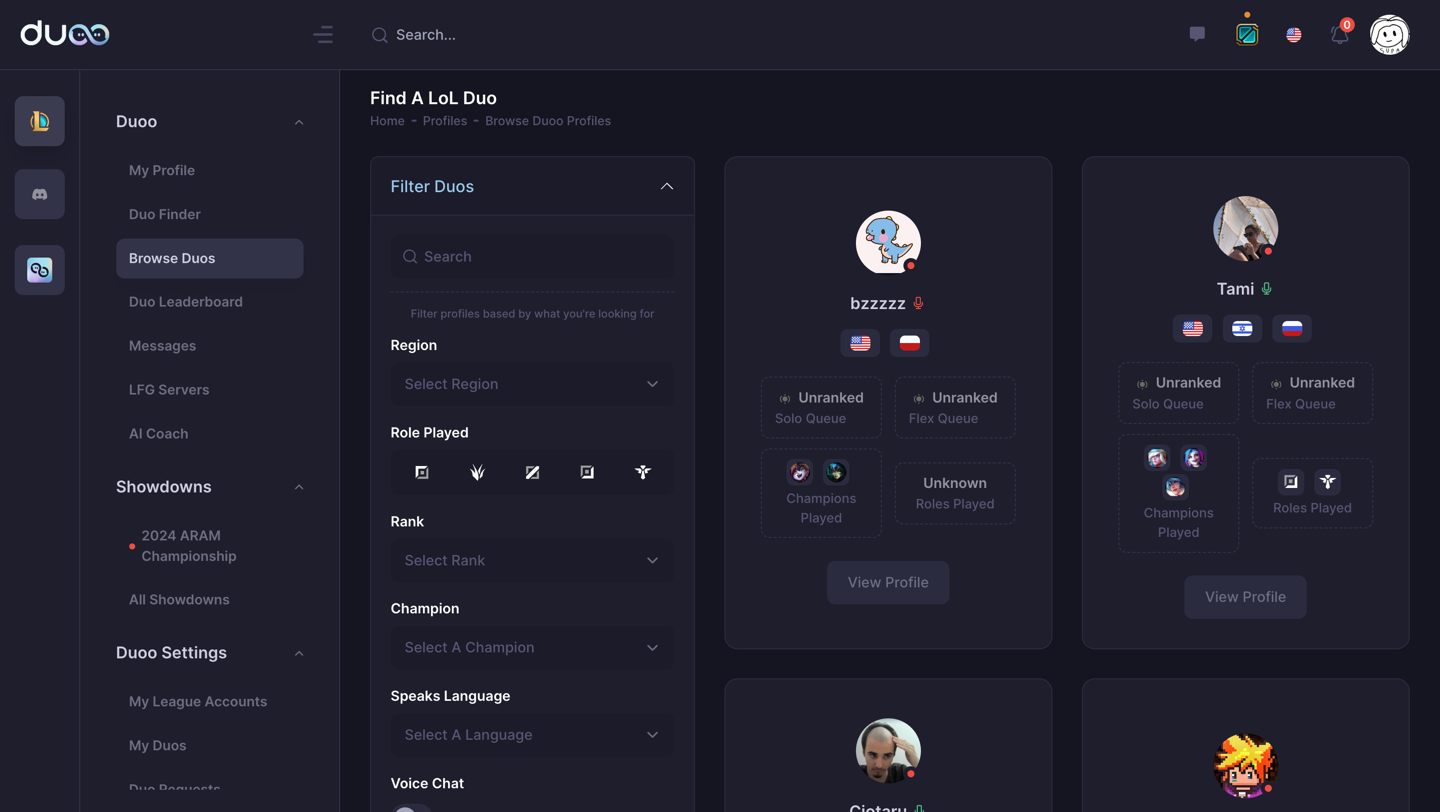 duoo
Search...
0
Duoo
My Profile
Duo Finder
Browse Duos
Duo Leaderboard
Messages
LFG Servers
AI Coach
Showdowns
2024 ARAM
Championship
All Showdowns
Duoo Settings
My League Accounts
My Duos
Duo Requests
Find A LoL Duo
Home - Profiles - Browse Duoo Profiles
Filter Duos
Search
Filter profiles based by what you're looking for
Region
Select Region
Role Played
Rank
Select Rank
Champion
Select A Champion
Speaks Language
Select A Language
Voice Chat
bzzzzz
Unranked
Solo Queue
Unranked
Flex Queue
Champions
Played
Unknown
Roles Played
View Profile
Tami
Unranked
Solo Queue
Unranked
Flex Queue
Champions
Played
Roles Played
View Profile